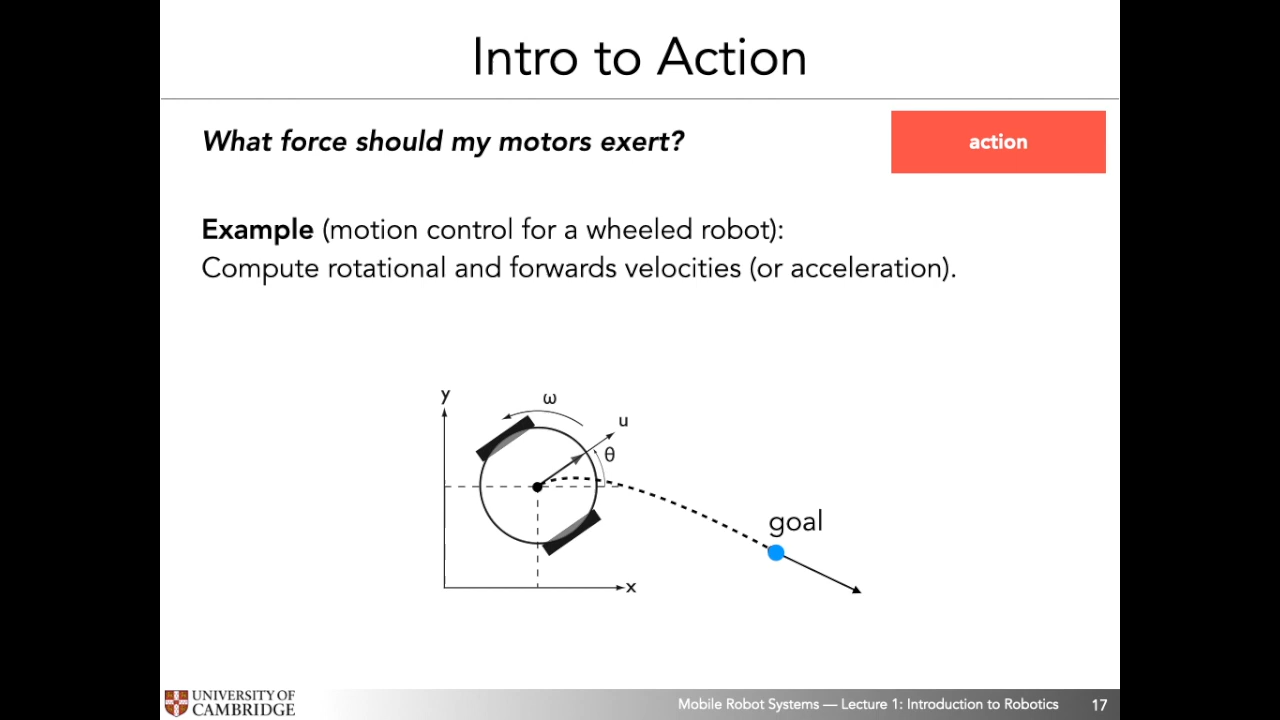 Intro to Action
What force should my motors exert?
action
Example (motion control for a wheeled robot):
Compute rotational and forwards velocities (or acceleration).
y
ω
u
θ
goal
x
UNIVERSITY OF
CAMBRIDGE
Mobile Robot Systems — Lecture 1: Introduction to Robotics
17